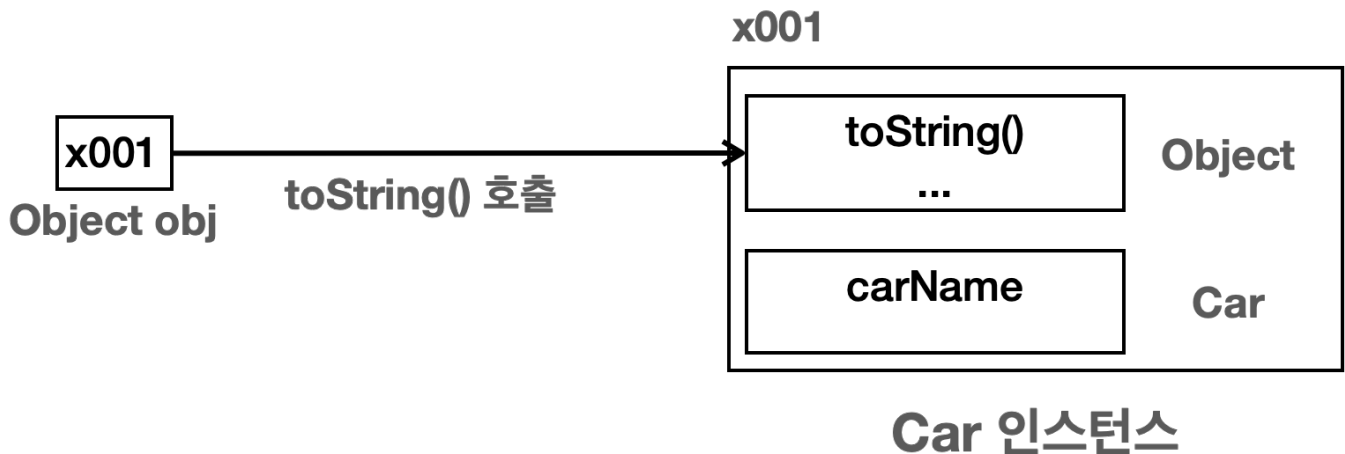 x001
x001
Object obj
toString() 호출
toString()
...
Object
carName
Car
Car 인스턴스